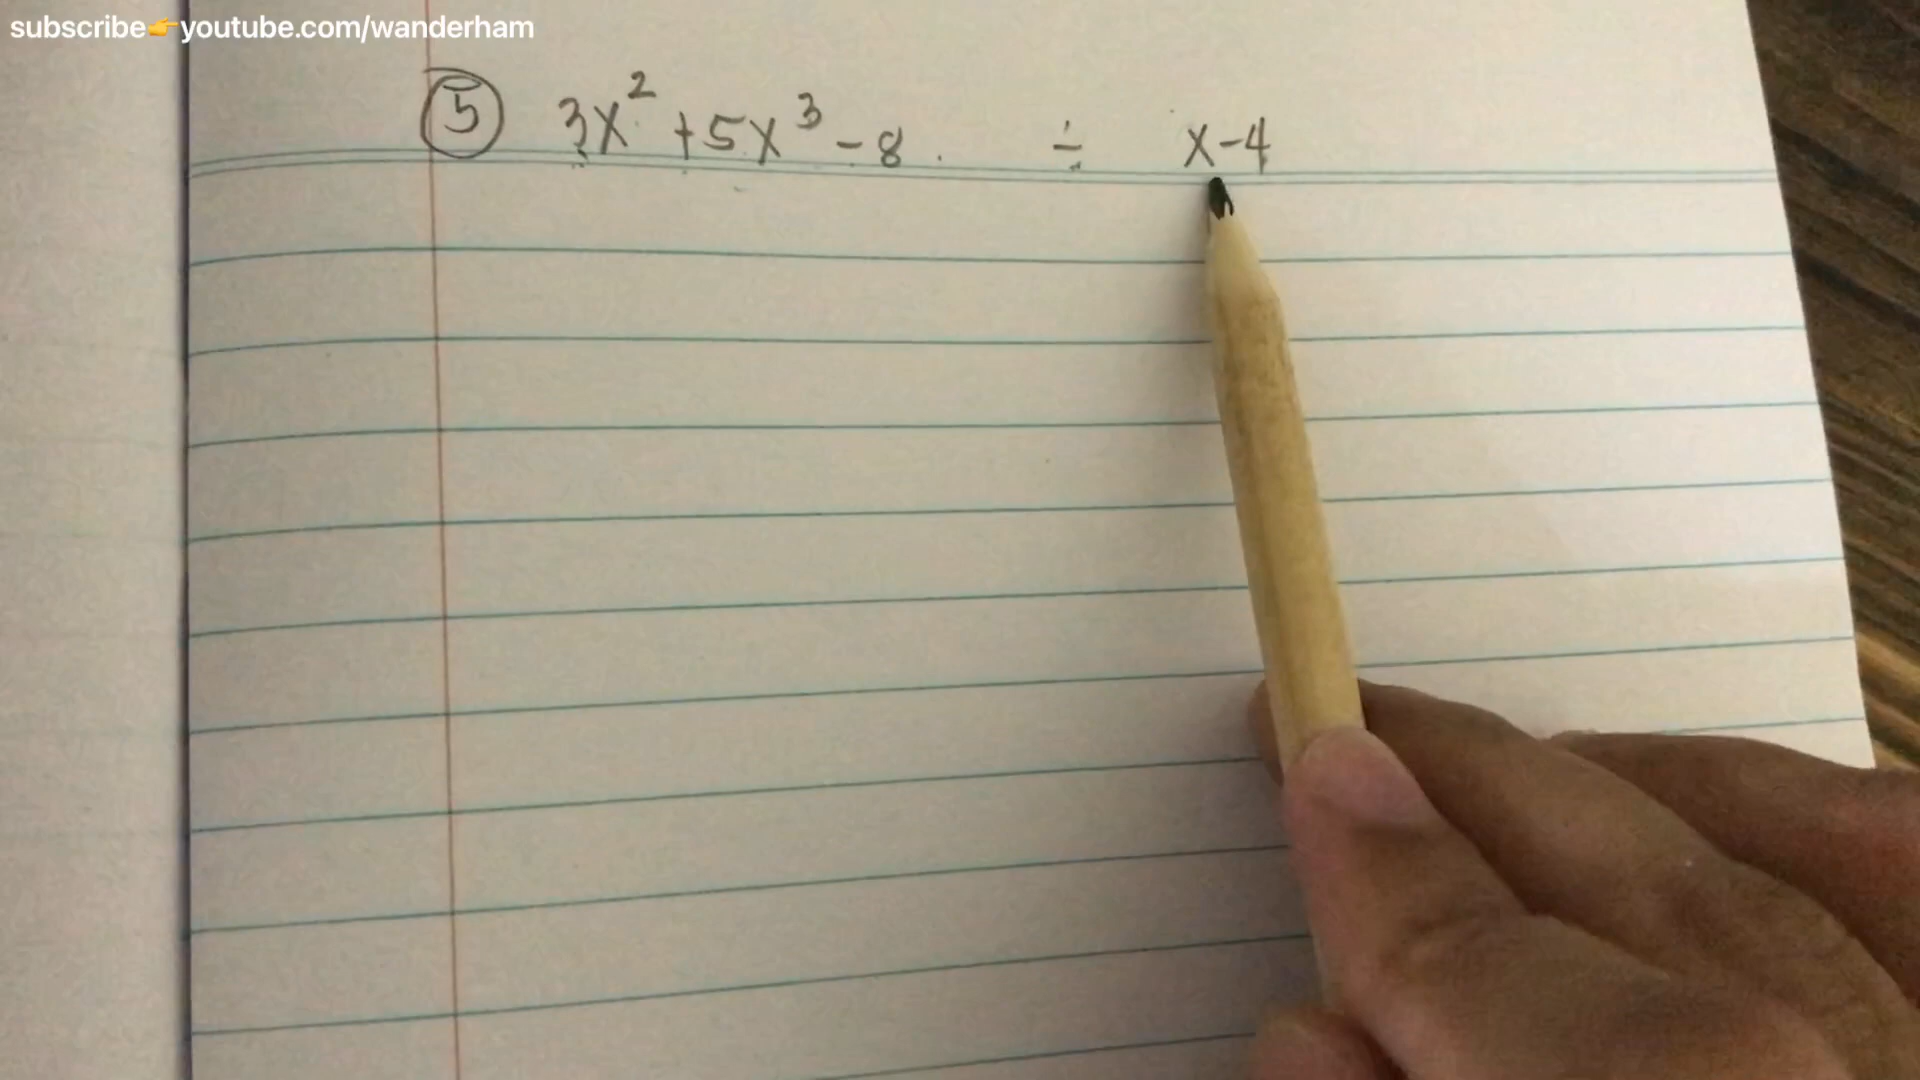 subscribe👉youtube.com/wanderham
⑤ 3x² + 5x³ - 8 ÷ x-4